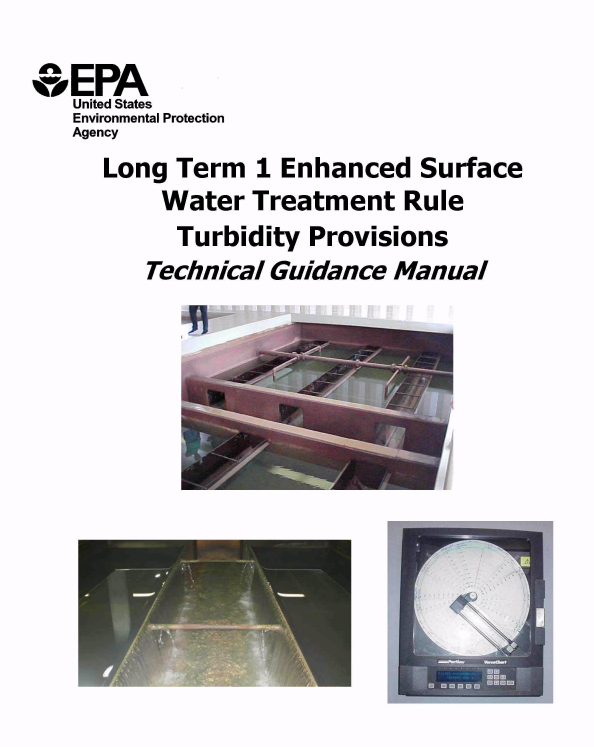 EPA
United States
Environmental Protection
Agency
Long Term 1 Enhanced Surface
Water Treatment Rule
Turbidity Provisions
Technical Guidance Manual
VersaChart